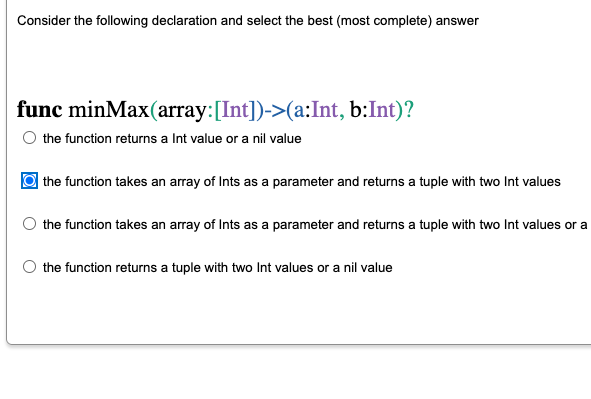 Consider the following declaration and select the best (most complete) answer
func minMax(array:[Int])->(a:Int, b:Int)?
the function returns a Int value or a nil value
the function takes an array of Ints as a parameter and returns a tuple with two Int values
the function takes an array of Ints as a parameter and returns a tuple with two Int values or a
the function returns a tuple with two Int values or a nil value